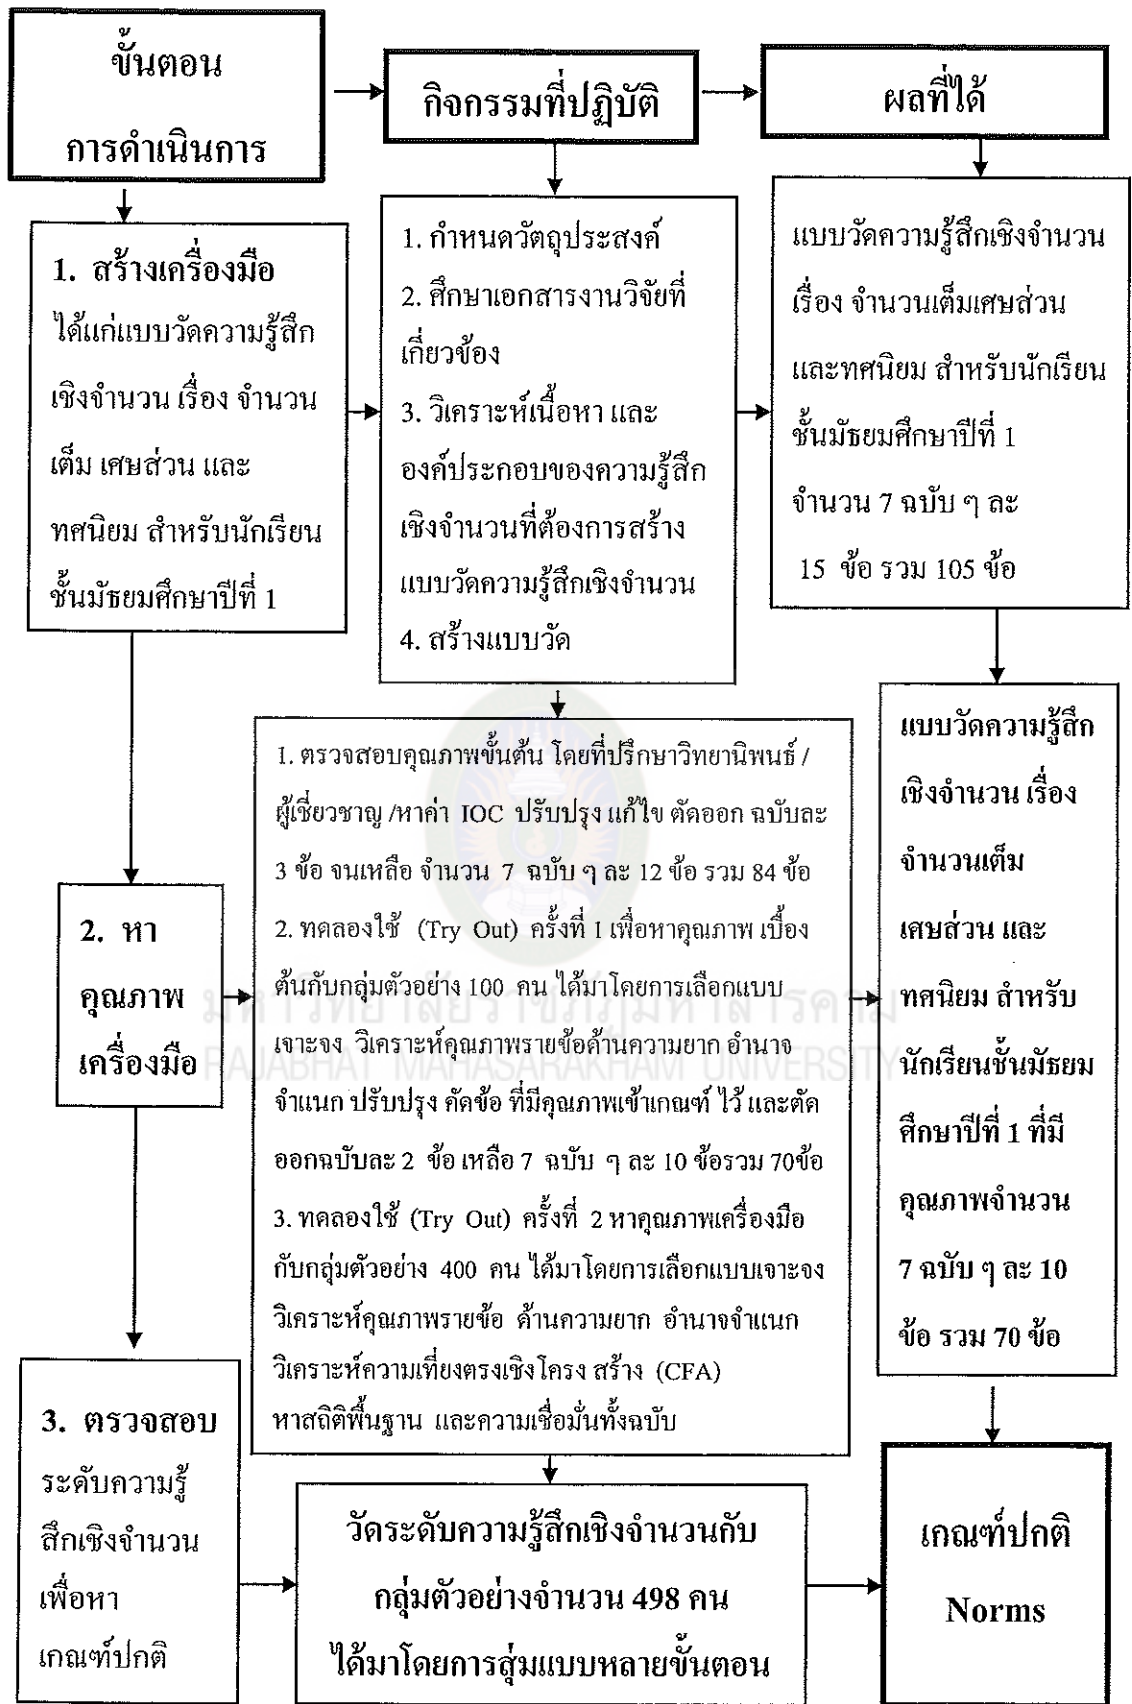 ขั้นตอน
การดำเนินการ
กิจกรรมที่ปฏิบัติ
ผลที่ได้
1. สร้างเครื่องมือ
ได้แก่แบบวัดความรู้สึก
เชิงจำนวน เรื่อง จำนวน
เต็ม เศษส่วน และ
ทศนิยม สำหรับนักเรียน
ชั้นมัธยมศึกษาปีที่ 1
1. กำหนดวัตถุประสงค์
2. ศึกษาเอกสารงานวิจัยที่
เกี่ยวข้อง
3. วิเคราะห์เนื้อหา และ
องค์ประกอบของความรู้สึก
เชิงจำนวนที่ต้องการสร้าง
แบบวัดความรู้สึกเชิงจำนวน
4. สร้างแบบวัด
แบบวัดความรู้สึกเชิงจำนวน
เรื่อง จำนวนเต็มเศษส่วน
และทศนิยม สำหรับนักเรียน
ชั้นมัธยมศึกษาปีที่ 1
จำนวน 7 ฉบับ ๆ ละ
15 ข้อ รวม 105 ข้อ
2. หา
คุณภาพ
เครื่องมือ
1. ตรวจสอบคุณภาพขั้นต้น โดยที่ปรึกษาวิทยานิพนธ์ /
ผู้เชี่ยวชาญ /หาค่า IOC ปรับปรุง แก้ไข ตัดออก ฉบับละ
3 ข้อ จนเหลือ จำนวน 7 ฉบับ ๆ ละ 12 ข้อ รวม 84 ข้อ
2. ทดลองใช้ (Try Out) ครั้งที่ 1 เพื่อหาคุณภาพ เบื้อง
ต้นกับกลุ่มตัวอย่าง 100 คน ได้มาโดยการเลือกแบบ
เจาะจง วิเคราะห์คุณภาพรายข้อด้านความยาก อำนาจ
จำแนก ปรับปรุง คัดข้อ ที่มีคุณภาพเข้าเกณฑ์ ไว้ และตัด
ออกฉบับละ 2 ข้อ เหลือ 7 ฉบับ ๆ ละ 10 ข้อรวม 70ข้อ
3. ทดลองใช้ (Try Out) ครั้งที่ 2 หาคุณภาพเครื่องมือ
กับกลุ่มตัวอย่าง 400 คน ได้มาโดยการเลือกแบบเจาะจง
วิเคราะห์คุณภาพรายข้อ ด้านความยาก อำนาจจำแนก
วิเคราะห์ความเที่ยงตรงเชิงโครง สร้าง (CFA)
หาสถิติพื้นฐาน และความเชื่อมั่นทั้งฉบับ
แบบวัดความรู้สึก
เชิงจำนวน เรื่อง
จำนวนเต็ม
เศษส่วน และ
ทศนิยม สำหรับ
นักเรียนชั้นมัธยม
ศึกษาปีที่ 1 ที่มี
คุณภาพจำนวน
7 ฉบับ ๆ ละ 10
ข้อ รวม 70 ข้อ
มหาวิทยาลัยราชภัฏมหาสารคาม
RAJABHAT MAHASARAKHAM UNIVERSITY
3. ตรวจสอบ
ระดับความรู้
สึกเชิงจำนวน
เพื่อหา
เกณฑ์ปกติ
วัดระดับความรู้สึกเชิงจำนวนกับ
กลุ่มตัวอย่างจำนวน 498 คน
ได้มาโดยการสุ่มแบบหลายขั้นตอน
เกณฑ์ปกติ
Norms